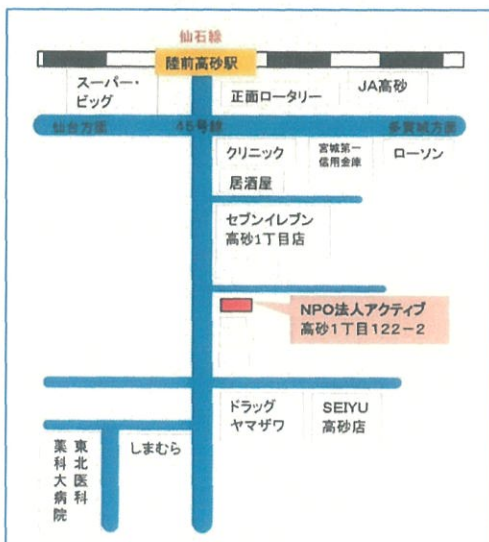 仙石線
陸前高砂駅
スーパー・
ビッグ
正面ロータリー
JA高砂
仙台方面
45号線
多賀城方面
クリニック
宮城第一
信用金庫
ローソン
居酒屋
セブンイレブン
高砂1丁目店
NPO法人アクティブ
高砂1丁目122-2
ドラッグ
ヤマザワ
SEIYU
高砂店
東北医科
薬科大病院
しまむら